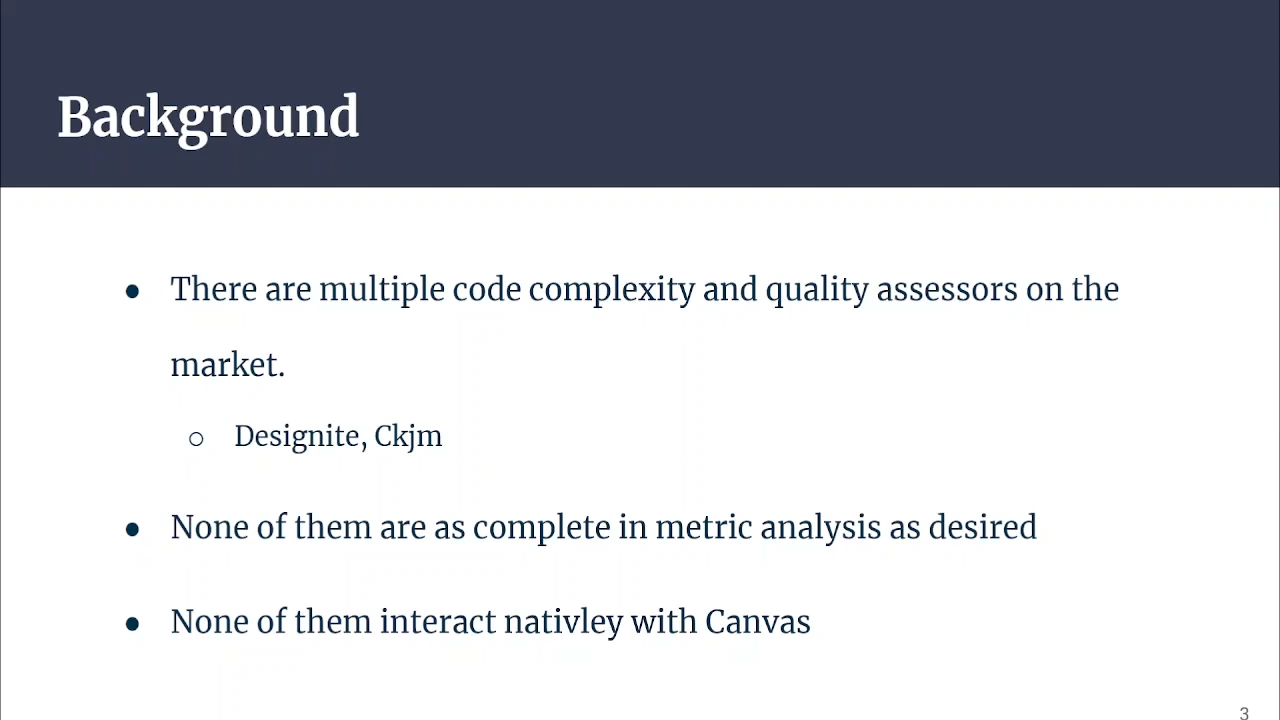 Background
● There are multiple code complexity and quality assessors on the
market.
○ Designite, Ckjm
● None of them are as complete in metric analysis as desired
● None of them interact nativley with Canvas
3